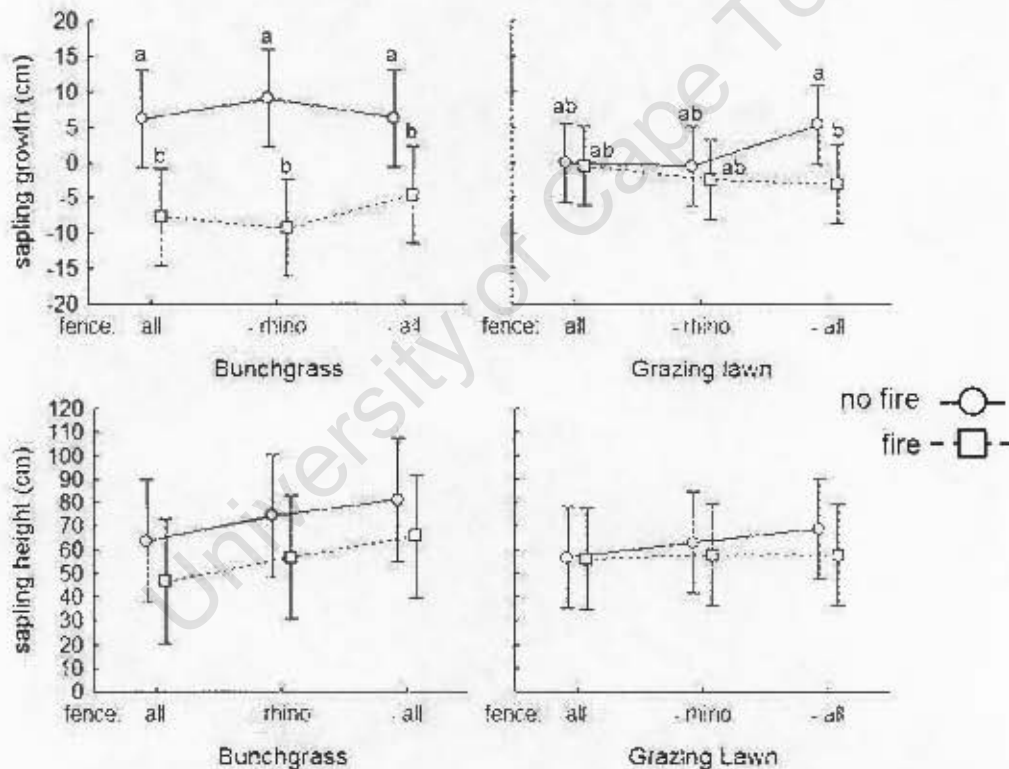 University of Cape To
sapling growth (cm)
20
15
10
5
0
-5
-10
-15
-20
a
a
a
b
b
b
ab
ab
a
ab
ab
b
fence: all - rhino - all
fence: all - rhino - all
Bunchgrass
Grazing lawn
no fire
fire
sapling height (cm)
120
110
100
90
80
70
60
50
40
30
20
10
0
fence: all rhino all
fence: all - rhino - all
Bunchgrass
Grazing Lawn